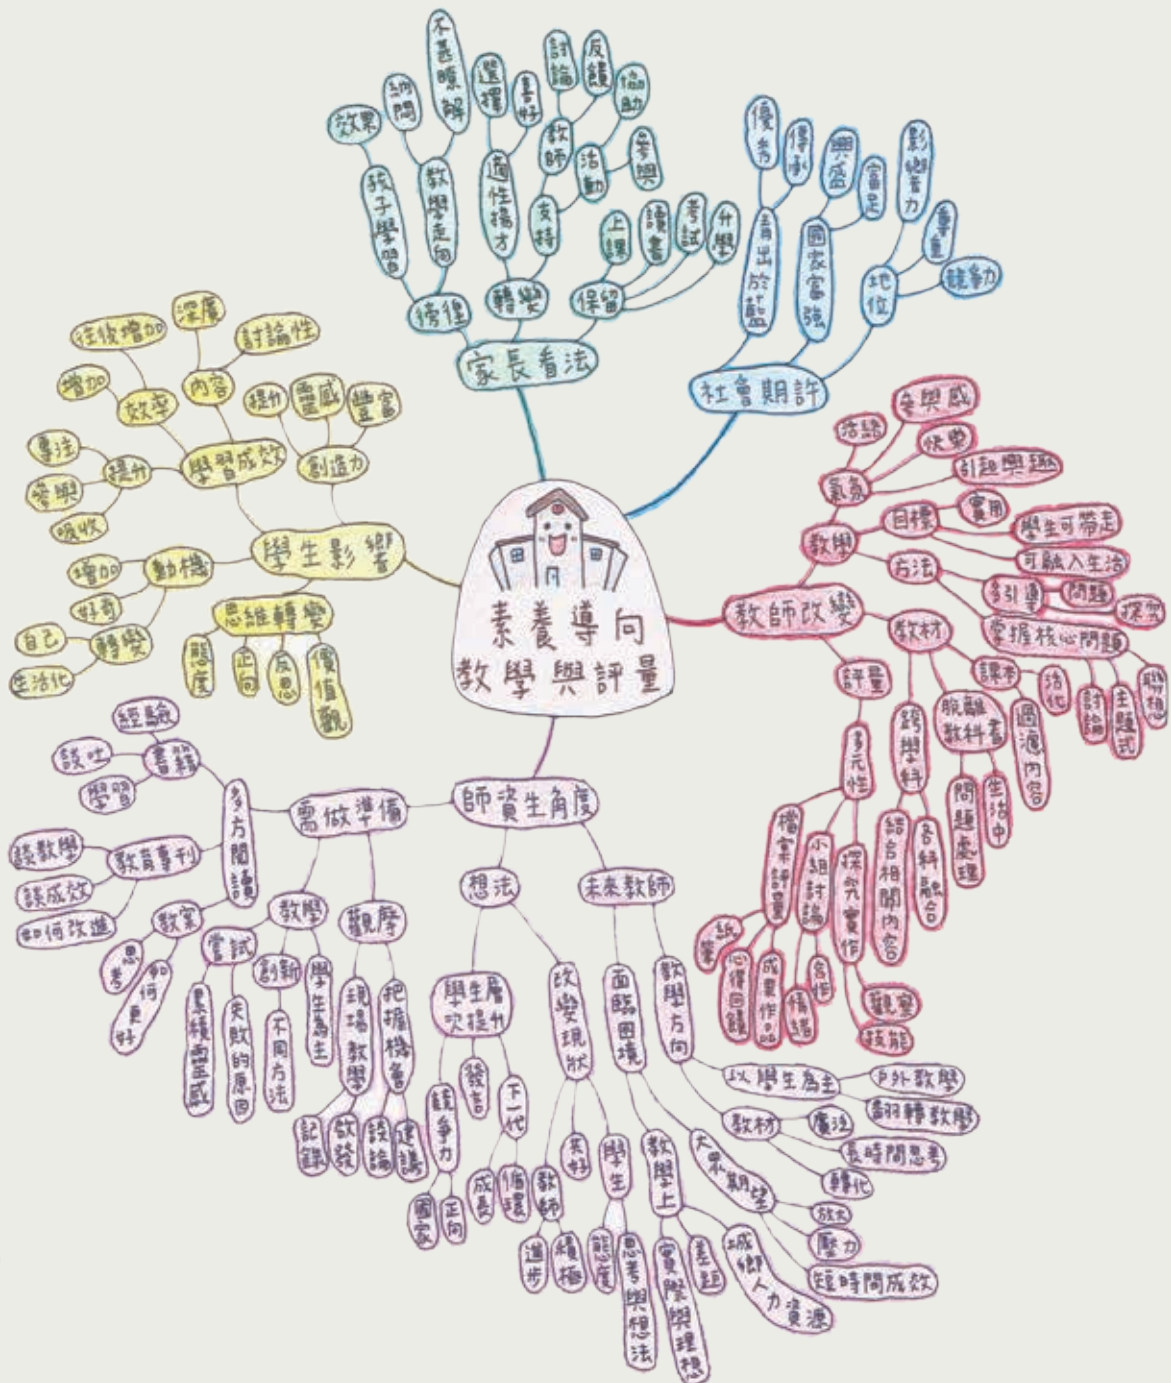 素養導向
教學與評量
家長看法
徬徨
孩子學習
效果
教學走向
納悶
不甚瞭解
轉變
適性揚才
選擇
喜好
支持
教師
討論
反饋
活動
協助
參與
保留
上課
讀書
考試
升學
社會期許
青出於藍
優秀
傳承
國家富強
興盛
富足
地位
影響力
尊重
競爭力
教師改變
教學
氣氛
活絡
參與感
快樂
引起興趣
目標
實用
學生可帶走
可融入生活
方法
多引導
問題
探究
掌握核心問題
討論
主題式
聯想
教材
課本
活化
過濾內容
脫離
教科書
問題處理
生活中
跨學科
結合相關內容
各科融合
評量
多元性
檔案評量
紙筆
心得回饋
成果作品
小組討論
情緒
合作
探究實作
觀察
技能
師資生角度
未來教師
教學方向
以學生為主
戶外教學
翻轉教學
教材
廣泛
長時間思考
轉化
面臨困境
大眾期望
放大
壓力
短時間成效
教學上
差距
實際與理想
城鄉人力資源
想法
學生層
次提升
競爭力
國家
正向
發言
下一代
成長
循環
改變現狀
教師
進步
積極
共好
學生
態度
思考與想法
需做準備
多方閱讀
書籍
經驗
談吐
學習
教育專刊
談教學
談成效
如何改進
教案
思考
如何更好
教學
嘗試
累積靈感
失敗的原因
創新
不同方法
學生為主
觀摩
現場教學
記錄
啟發
把握機會
談論
建議
學生影響
創造力
提升
靈感
豐富
學習成效
內容
深廣
討論性
效率
往後增加
增加
提升
專注
參與
吸收
動機
增加
好奇
轉變
自己
生活化
思維轉變
態度
正向
反思
價值觀